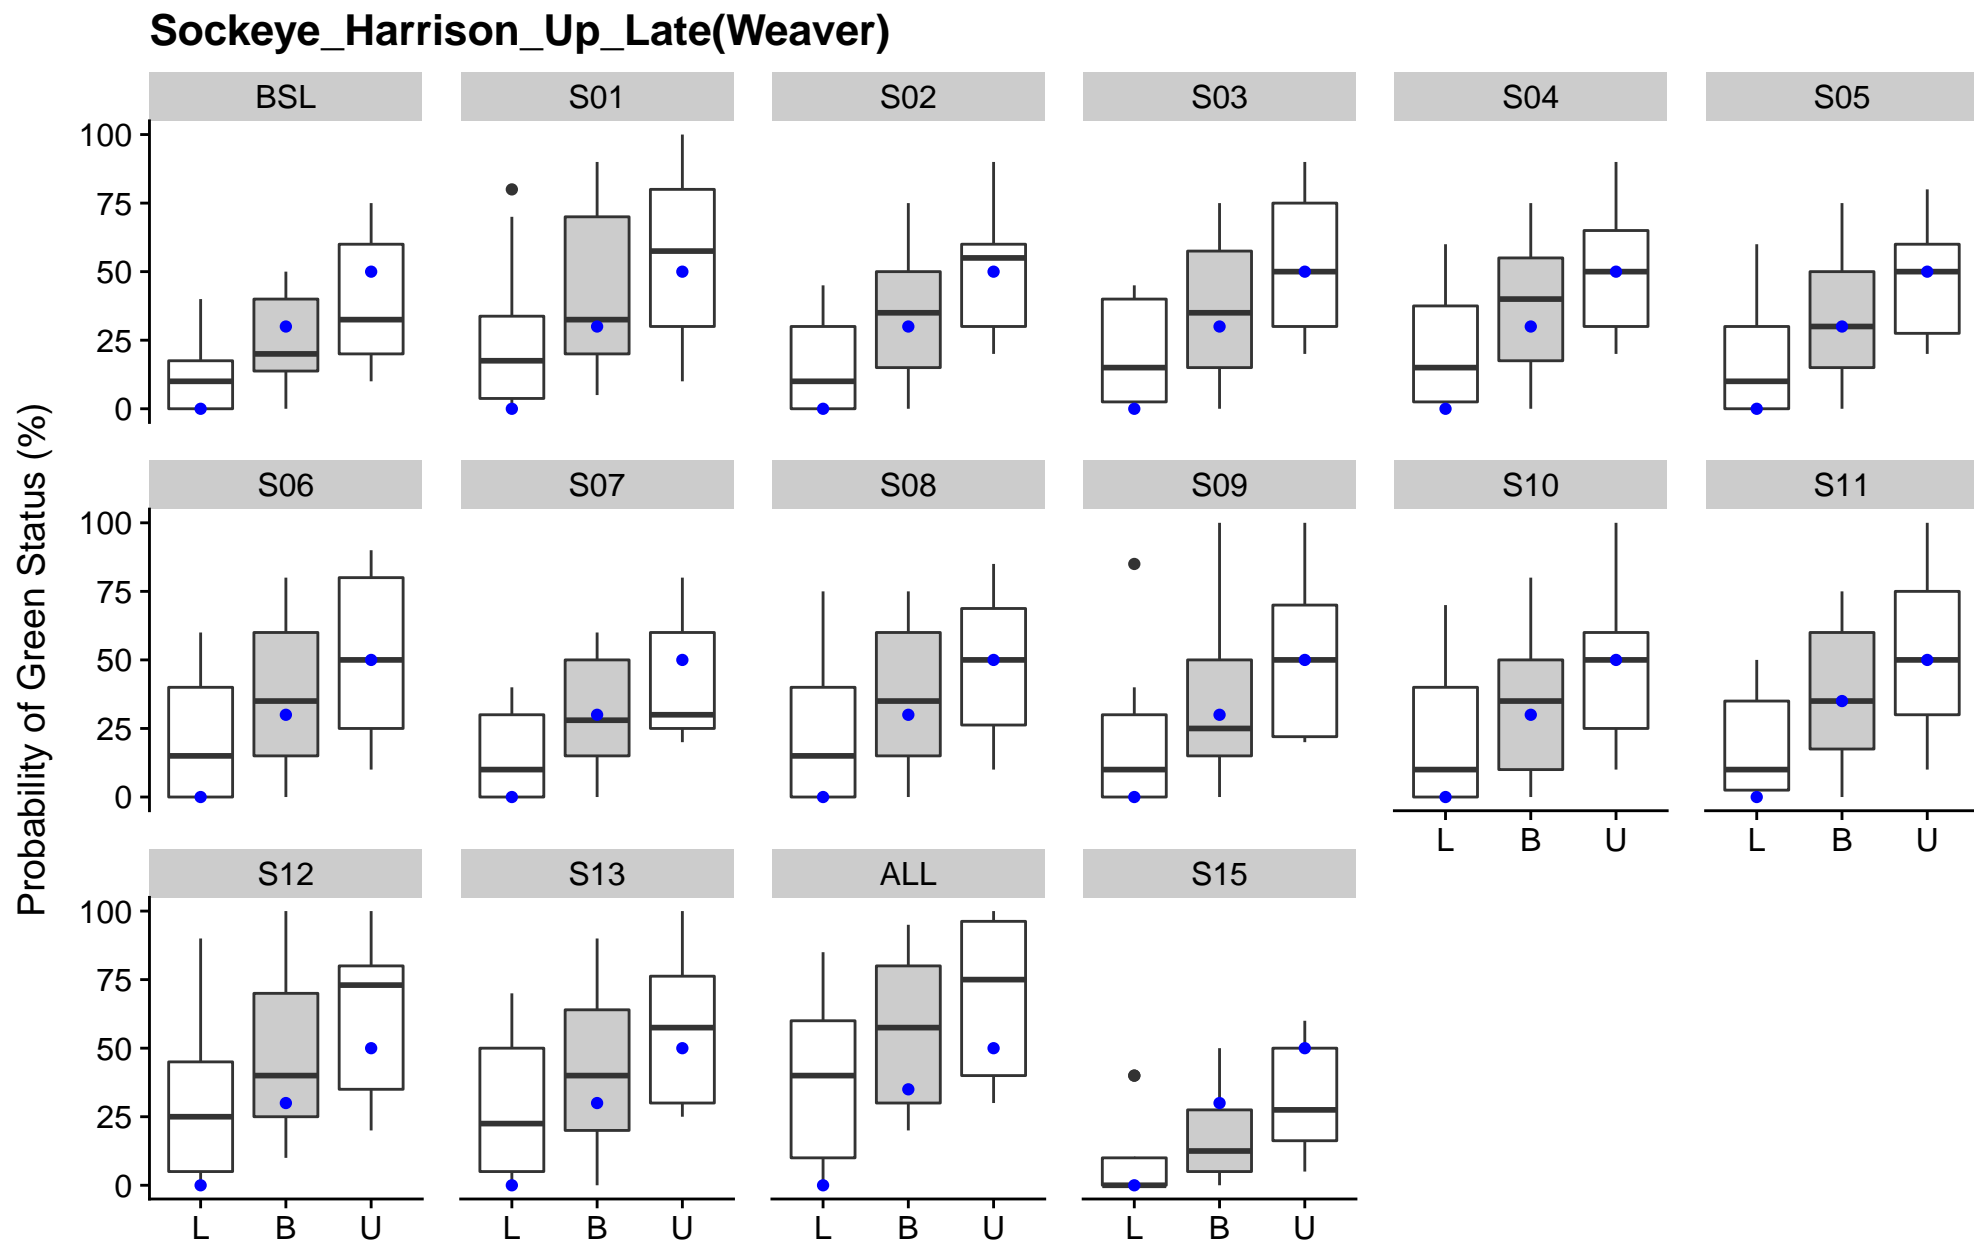 Sockeye_Harrison_Up_Late(Weaver)
BSL S01 S02 S03 S04 S05
100
75
50
25
0
S06 S07 S08 S09 S10 S11
100
75
50
25
0
L B U L B U
S12 S13 ALL S15
100
75
50
25
0
L B U L B U L B U L B U
Probability of Green Status (%)